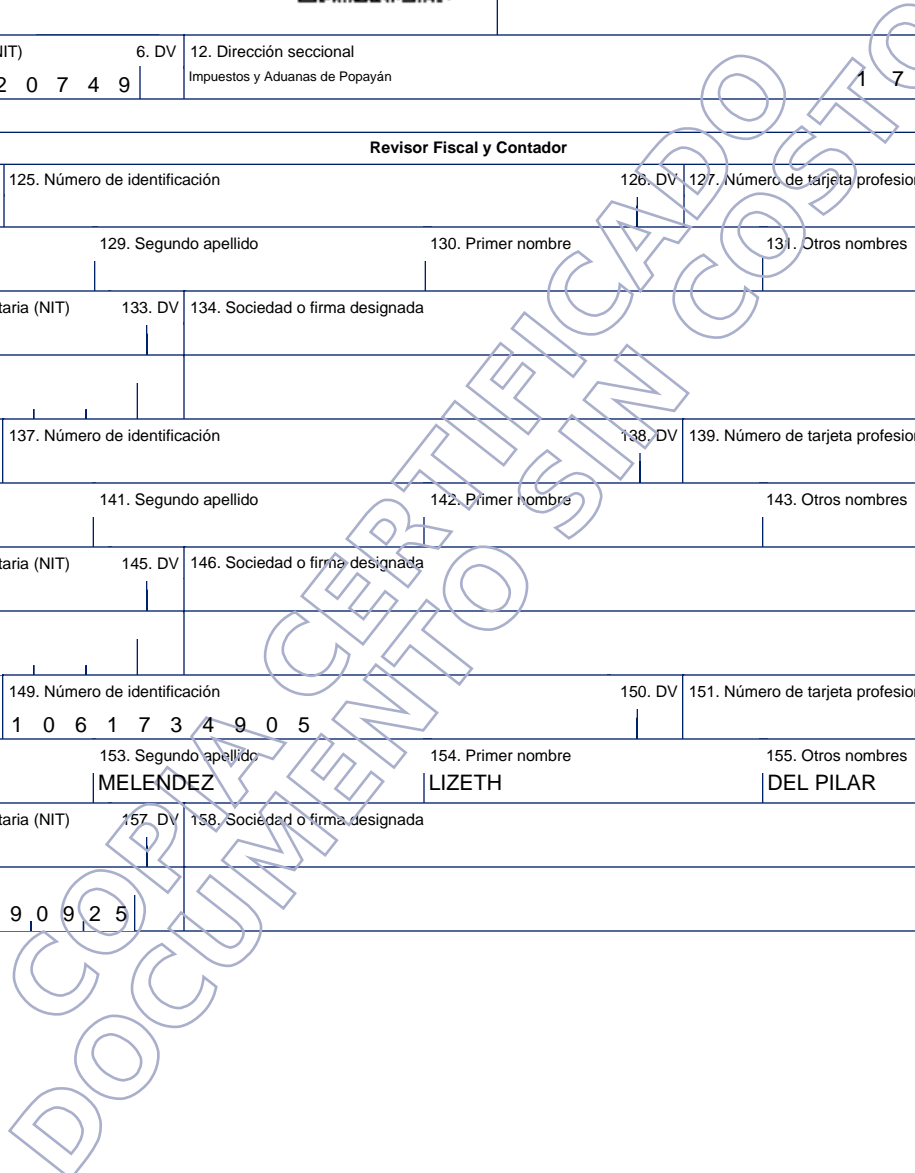 NIT) 6. DV 12. Dirección seccional
2 0 7 4 9 Impuestos y Aduanas de Popayán 1 7
Revisor Fiscal y Contador
125. Número de identificación 126. DV 127. Número de tarjeta profesion
129. Segundo apellido 130. Primer nombre 131. Otros nombres
taria (NIT) 133. DV 134. Sociedad o firma designada
137. Número de identificación 138. DV 139. Número de tarjeta profesion
141. Segundo apellido 142. Primer nombre 143. Otros nombres
taria (NIT) 145. DV 146. Sociedad o firma designada
149. Número de identificación 150. DV 151. Número de tarjeta profesion
1 0 6 1 7 3 4 9 0 5
153. Segundo apellido 154. Primer nombre 155. Otros nombres
MELENDEZ LIZETH DEL PILAR
taria (NIT) 157. DV 158. Sociedad o firma designada
9 0 9 2 5
COPIA CERTIFICADO
DOCUMENTO SIN COSTO